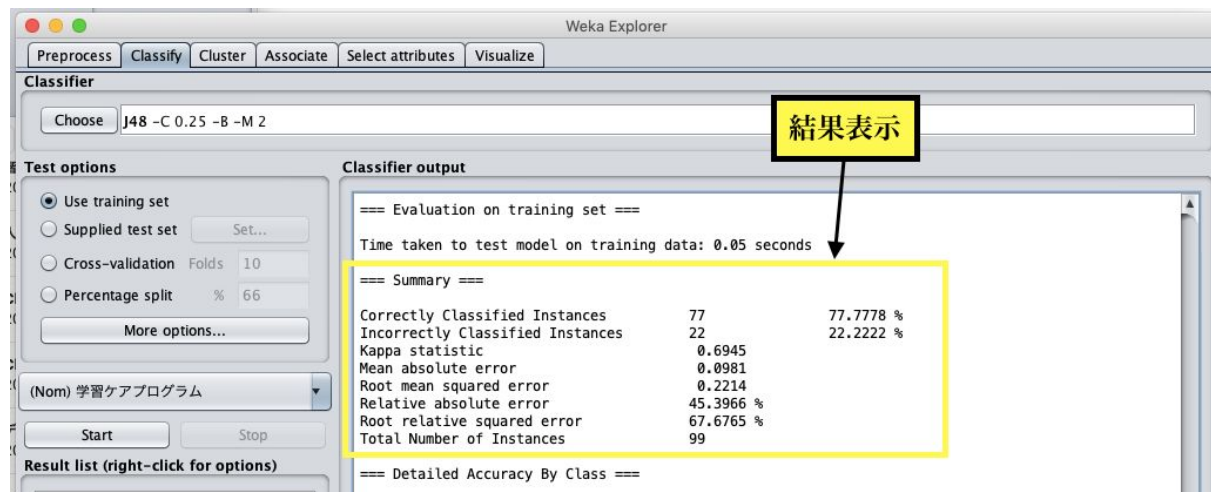 Weka Explorer
Preprocess Classify Cluster Associate Select attributes Visualize
Classifier
Choose J48 -C 0.25 -B -M 2
結果表示
Test options
Use training set
Supplied test set Set...
Cross-validation Folds 10
Percentage split % 66
More options...
(Nom) 学習ケアプログラム
Start Stop
Result list (right-click for options)
Classifier output
=== Evaluation on training set ===
Time taken to test model on training data: 0.05 seconds
=== Summary ===
Correctly Classified Instances 77 77.7778 %
Incorrectly Classified Instances 22 22.2222 %
Kappa statistic 0.6945
Mean absolute error 0.0981
Root mean squared error 0.2214
Relative absolute error 45.3966 %
Root relative squared error 67.6765 %
Total Number of Instances 99
=== Detailed Accuracy By Class ===